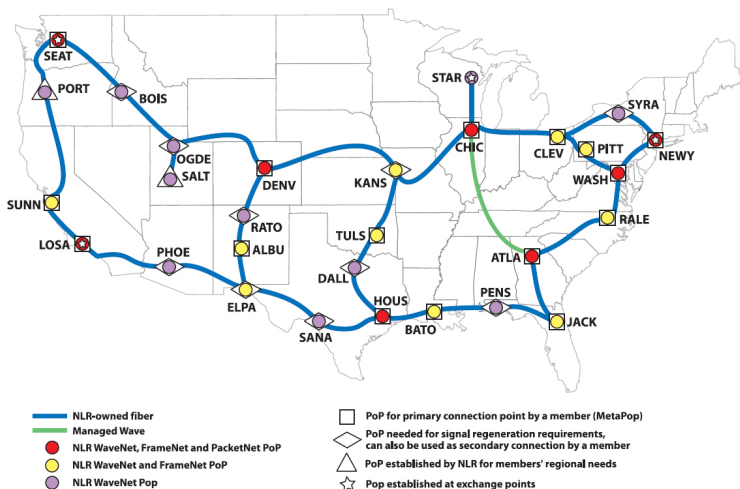 SEAT
PORT
BOIS
STAR
SYRA
CHIC
CLEV
PITT
NEWY
OGDE
SALT
DENV
KANS
WASH
SUNN
RATO
RALE
LOSA
ALBU
TULS
PHOE
ATLA
DALL
ELPA
HOUS
PENS
SANA
BATO
JACK
NLR-owned fiber
Managed Wave
NLR WaveNet, FrameNet and PacketNet PoP
NLR WaveNet and FrameNet PoP
NLR WaveNet Pop
PoP for primary connection point by a member (MetaPop)
PoP needed for signal regeneration requirements,
can also be used as secondary connection by a member
PoP established by NLR for members' regional needs
Pop established at exchange points